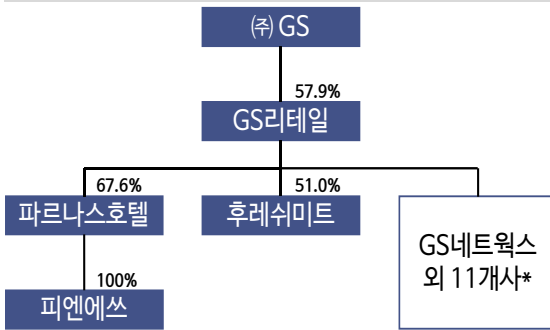 ㈜ GS
57.9%
GS리테일
67.6%
51.0%
파르나스호텔
후레쉬미트
GS네트웍스
외 11개사*
100%
피엔에쓰